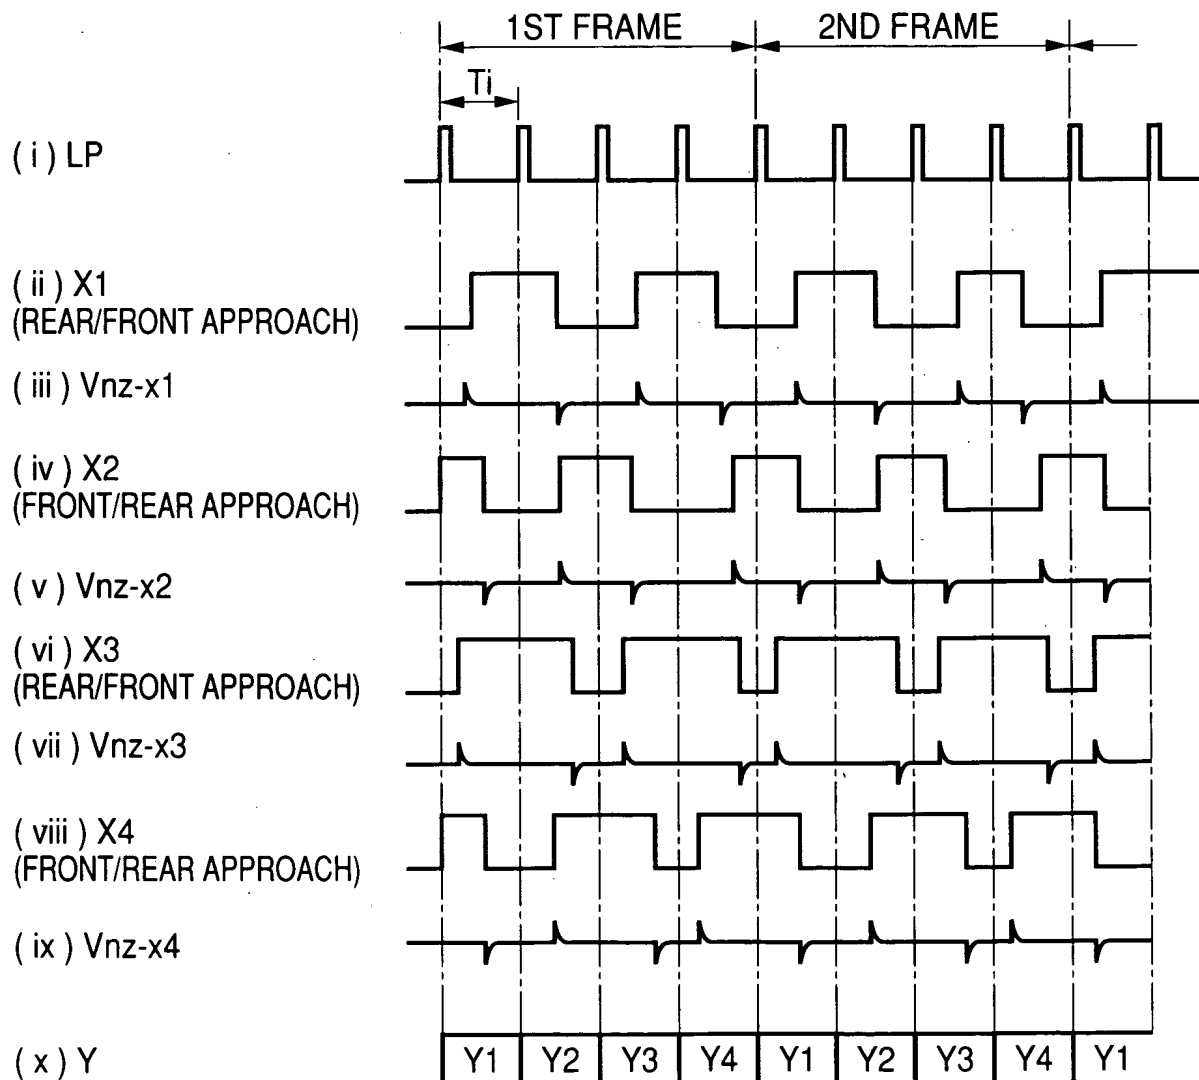 1ST FRAME 2ND FRAME
Ti
( i ) LP
( ii ) X1
(REAR/FRONT APPROACH)
( iii ) Vnz-x1
( iv ) X2
(FRONT/REAR APPROACH)
( v ) Vnz-x2
( vi ) X3
(REAR/FRONT APPROACH)
( vii ) Vnz-x3
( viii ) X4
(FRONT/REAR APPROACH)
( ix ) Vnz-x4
( x ) Y Y1 Y2 Y3 Y4 Y1 Y2 Y3 Y4 Y1